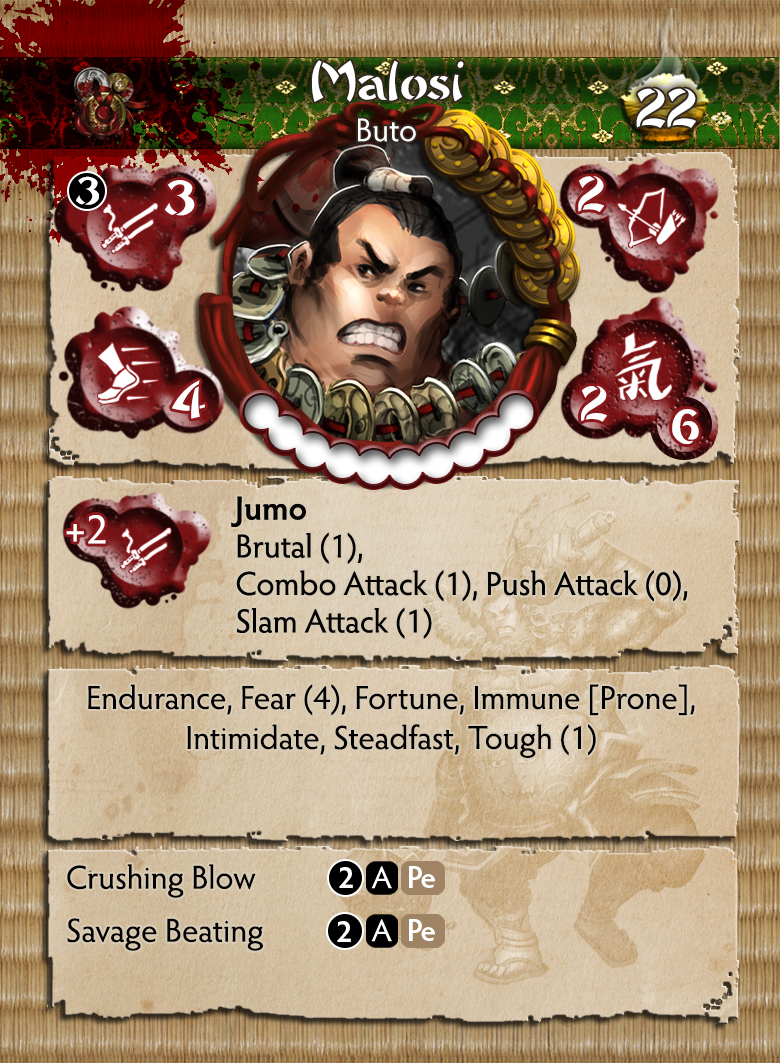 Malosi
22
Buto
3 3
2
4
氣
2 6
+2
Jumo
Brutal (1),
Combo Attack (1), Push Attack (0),
Slam Attack (1)
Endurance, Fear (4), Fortune, Immune [Prone],
Intimidate, Steadfast, Tough (1)
Crushing Blow 2 A Pe
Savage Beating 2 A Pe